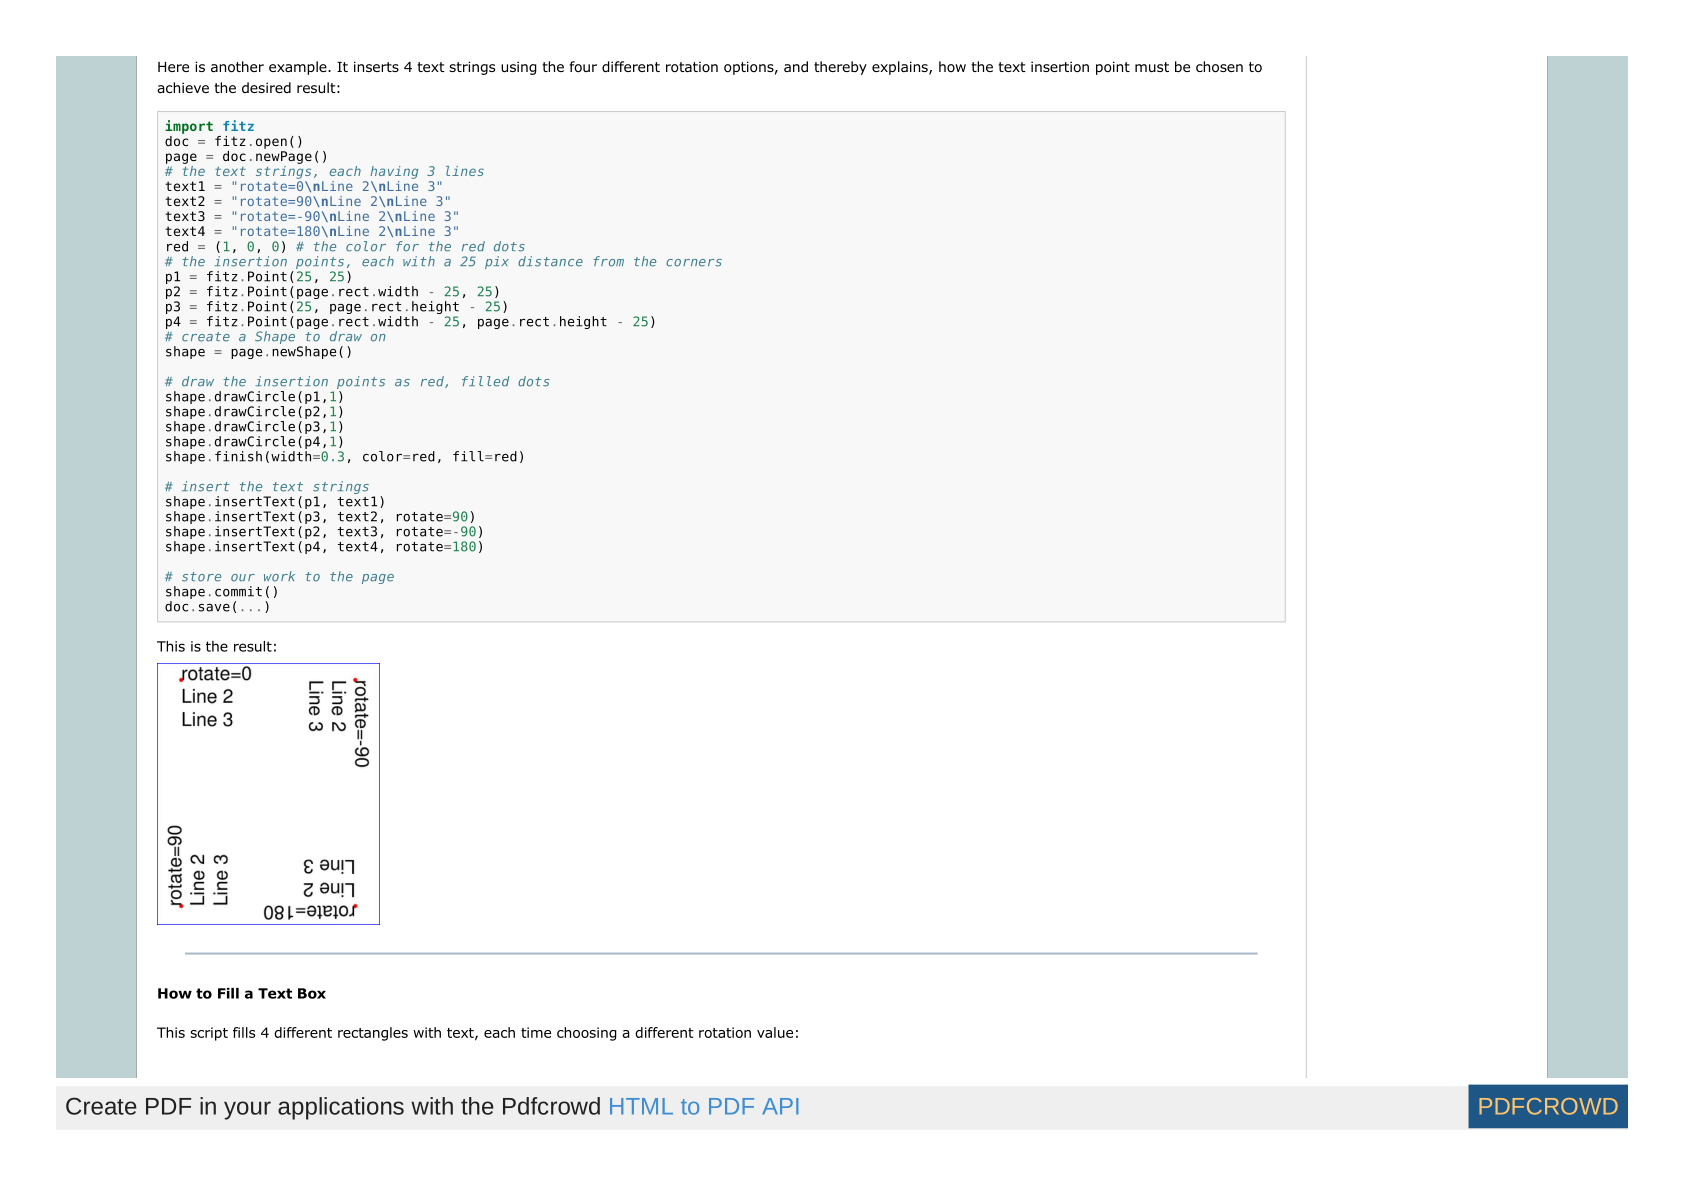 Here is another example. It inserts 4 text strings using the four different rotation options, and thereby explains, how the text insertion point must be chosen to
achieve the desired result:
import fitz
doc = fitz.open()
page = doc.newPage()
# the text strings, each having 3 lines
text1 = "rotate=0\nLine 2\nLine 3"
text2 = "rotate=90\nLine 2\nLine 3"
text3 = "rotate=-90\nLine 2\nLine 3"
text4 = "rotate=180\nLine 2\nLine 3"
red = (1, 0, 0) # the color for the red dots
# the insertion points, each with a 25 pix distance from the corners
p1 = fitz.Point(25, 25)
p2 = fitz.Point(page.rect.width - 25, 25)
p3 = fitz.Point(25, page.rect.height - 25)
p4 = fitz.Point(page.rect.width - 25, page.rect.height - 25)
# create a Shape to draw on
shape = page.newShape()

# draw the insertion points as red, filled dots
shape.drawCircle(p1,1)
shape.drawCircle(p2,1)
shape.drawCircle(p3,1)
shape.drawCircle(p4,1)
shape.finish(width=0.3, color=red, fill=red)

# insert the text strings
shape.insertText(p1, text1)
shape.insertText(p3, text2, rotate=90)
shape.insertText(p2, text3, rotate=-90)
shape.insertText(p4, text4, rotate=180)

# store our work to the page
shape.commit()
doc.save(...)
This is the result:
rotate=0
Line 2
Line 3
rotate=-90
Line 2
Line 3
rotate=90
Line 2
Line 3
rotate=180
Line 2
Line 3
How to Fill a Text Box
This script fills 4 different rectangles with text, each time choosing a different rotation value:
Create PDF in your applications with the Pdfcrowd HTML to PDF API
PDFCROWD